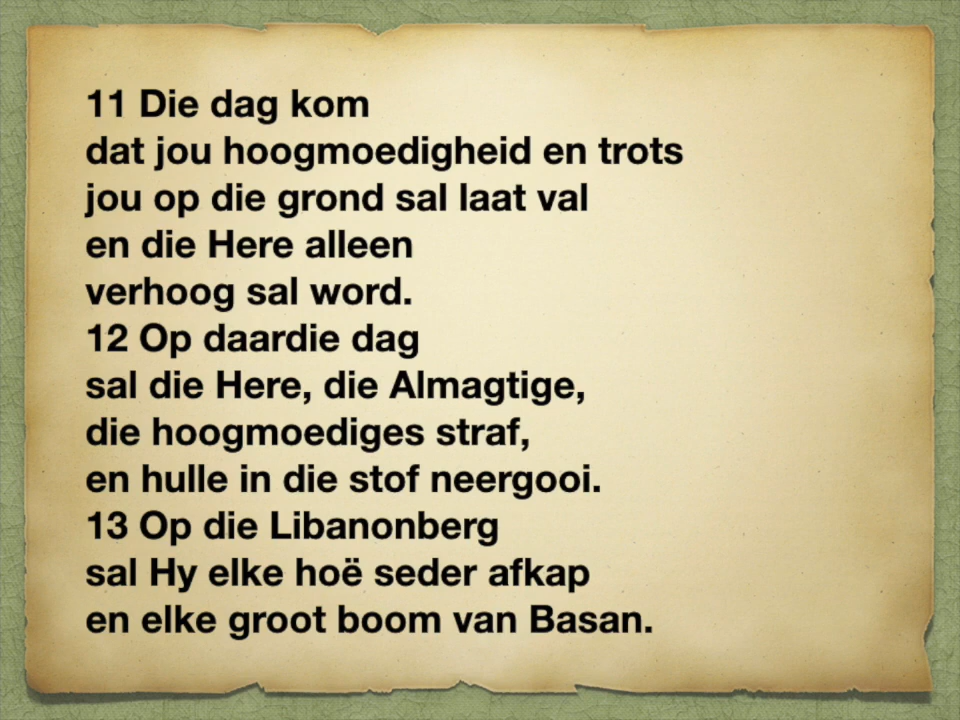 11 Die dag kom
dat jou hoogmoedigheid en trots
jou op die grond sal laat val
en die Here alleen
verhoog sal word.
12 Op daardie dag
sal die Here, die Almagtige,
die hoogmoediges straf,
en hulle in die stof neergooi.
13 Op die Libanonberg
sal Hy elke hoë seder afkap
en elke groot boom van Basan.